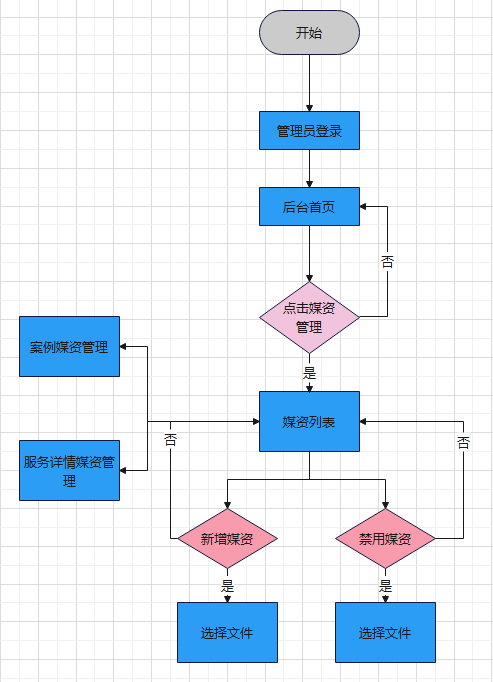 开始
管理员登录
后台首页
否
点击媒资
管理
是
案例媒资管理
媒资列表
否
否
服务详情媒资管
理
新增媒资
禁用媒资
是
是
选择文件
选择文件